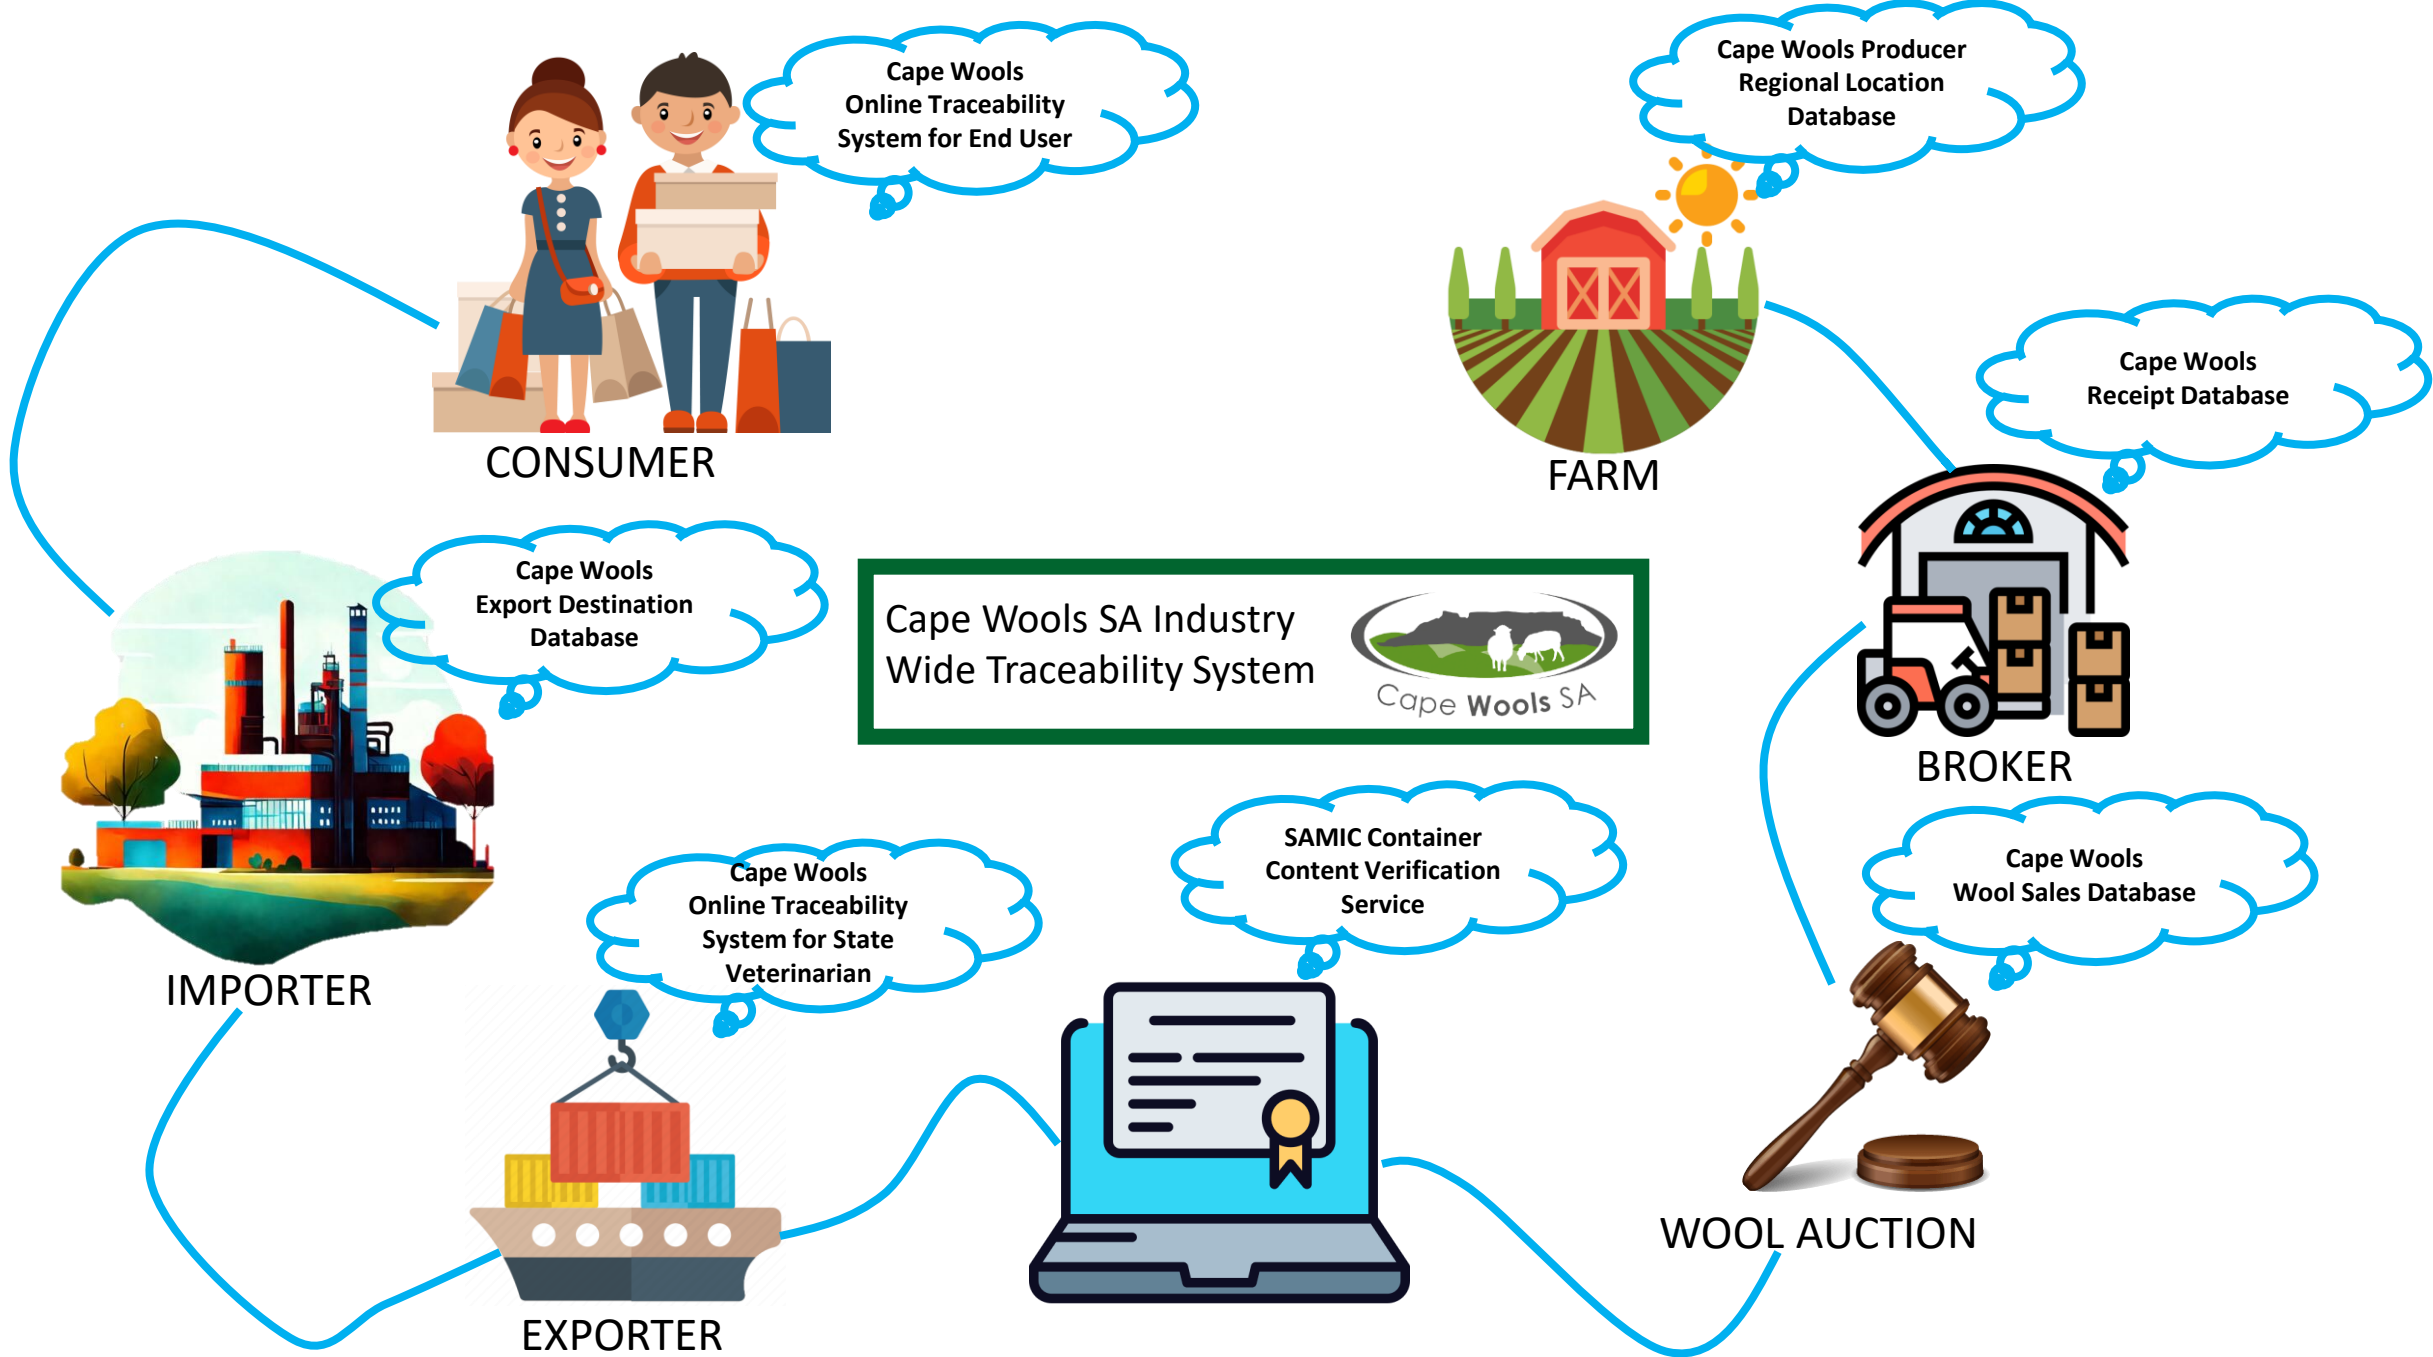 Cape Wools
Online Traceability
System for End User
CONSUMER
Cape Wools Producer
Regional Location
Database
FARM
Cape Wools
Receipt Database
BROKER
Cape Wools
Export Destination
Database
IMPORTER
Cape Wools SA Industry
Wide Traceability System
Cape Wools SA
Cape Wools
Online Traceability
System for State
Veterinarian
EXPORTER
SAMIC Container
Content Verification
Service
Cape Wools
Wool Sales Database
WOOL AUCTION